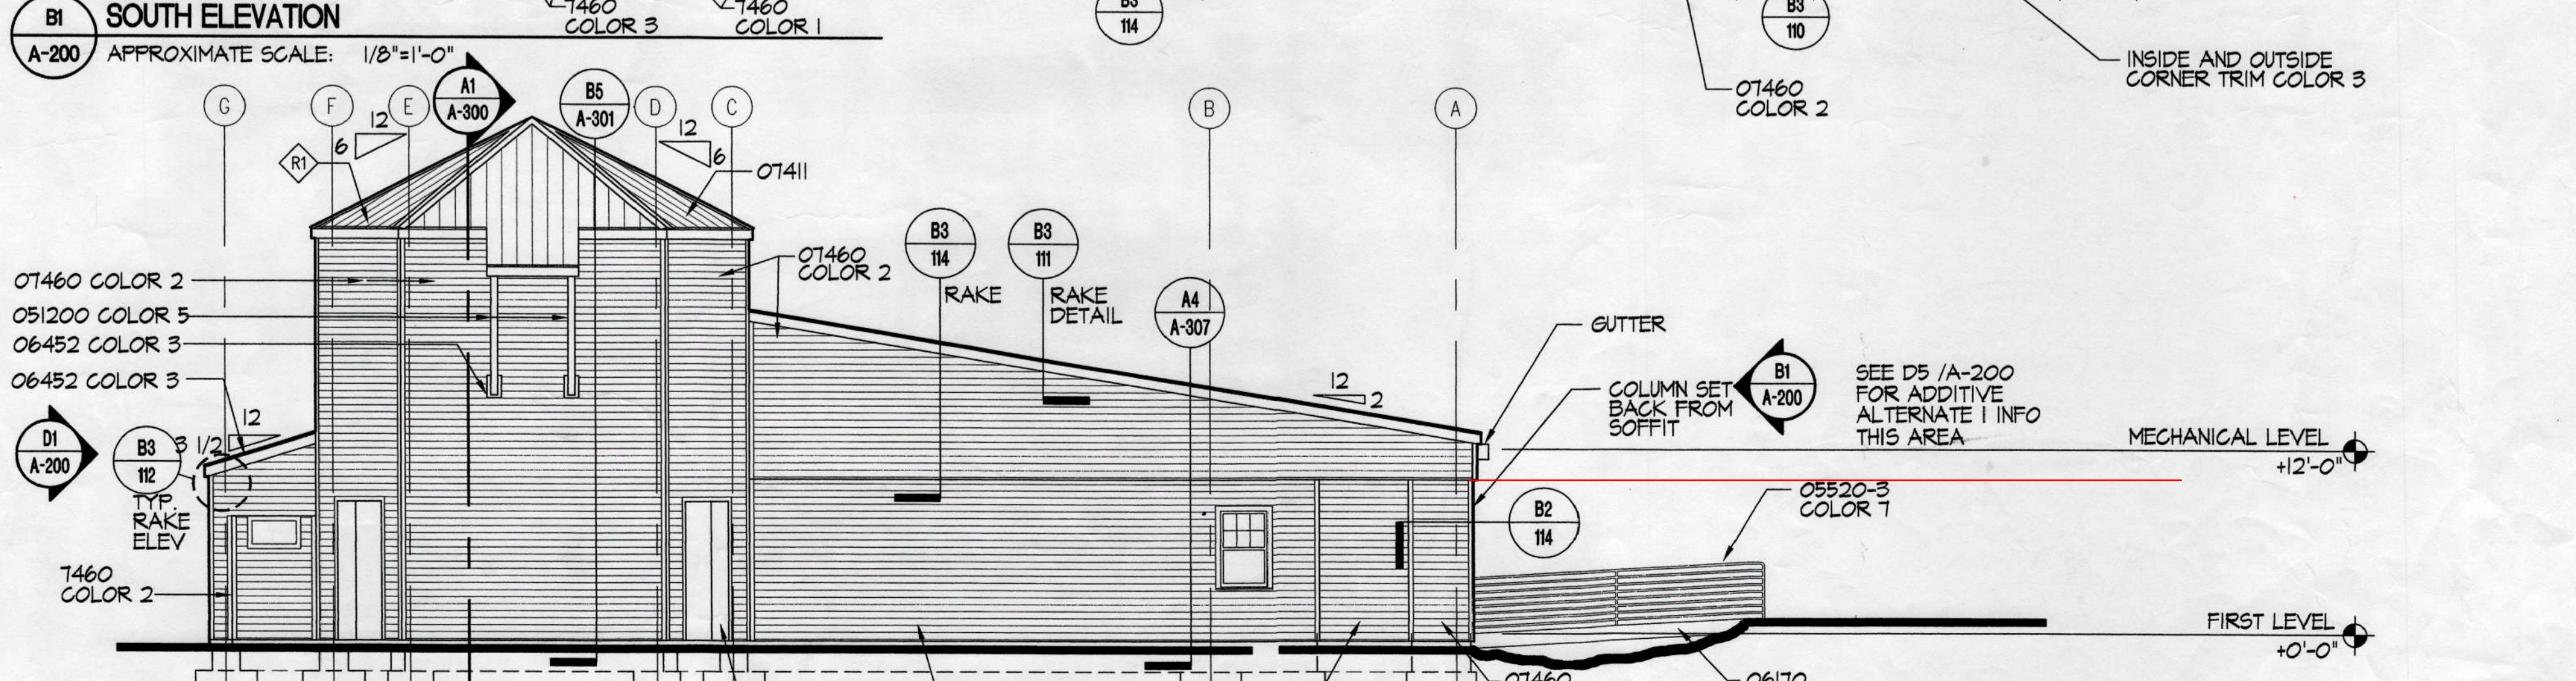 B1
A-200
SOUTH ELEVATION
APPROXIMATE SCALE: 1/8"=1'-0"
7460
COLOR 3
7460
COLOR 1
B3
114
B3
110
07460
COLOR 2
INSIDE AND OUTSIDE
CORNER TRIM COLOR 3
G
F
E
A1
A-300
B5
A-301
D
C
B
A
12
6
12
6
R1
07411
07460 COLOR 2
051200 COLOR 5
06452 COLOR 3
06452 COLOR 3
07460
COLOR 2
B3
114
RAKE
B3
111
RAKE
DETAIL
A4
A-307
12
2
GUTTER
COLUMN SET
BACK FROM
SOFFIT
B1
A-200
SEE D5 /A-200
FOR ADDITIVE
ALTERNATE 1 INFO
THIS AREA
MECHANICAL LEVEL
+12'-0"
D1
A-200
B3
112
3 1/2
12
TYP.
RAKE
ELEV
7460
COLOR 2
B2
114
05520-3
COLOR 7
FIRST LEVEL
+0'-0"
07460
06170